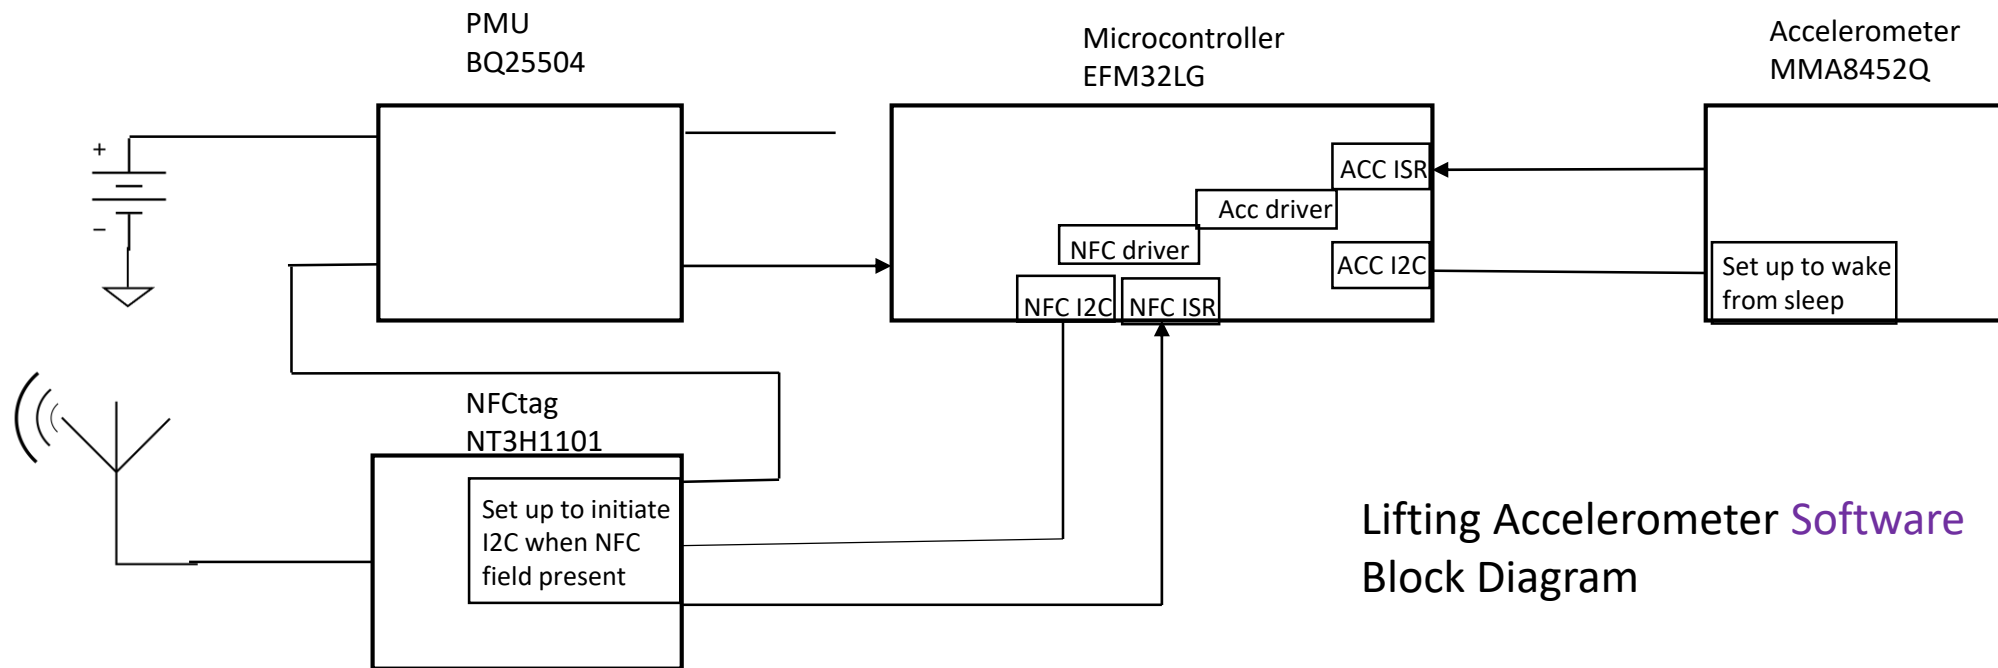 PMU
BQ25504
Microcontroller
EFM32LG
Accelerometer
MMA8452Q
+
−
ACC ISR
Acc driver
NFC driver
ACC I2C
NFC I2C
NFC ISR
Set up to wake
from sleep
NFCtag
NT3H1101
Set up to initiate
I2C when NFC
field present
Lifting Accelerometer Software
Block Diagram